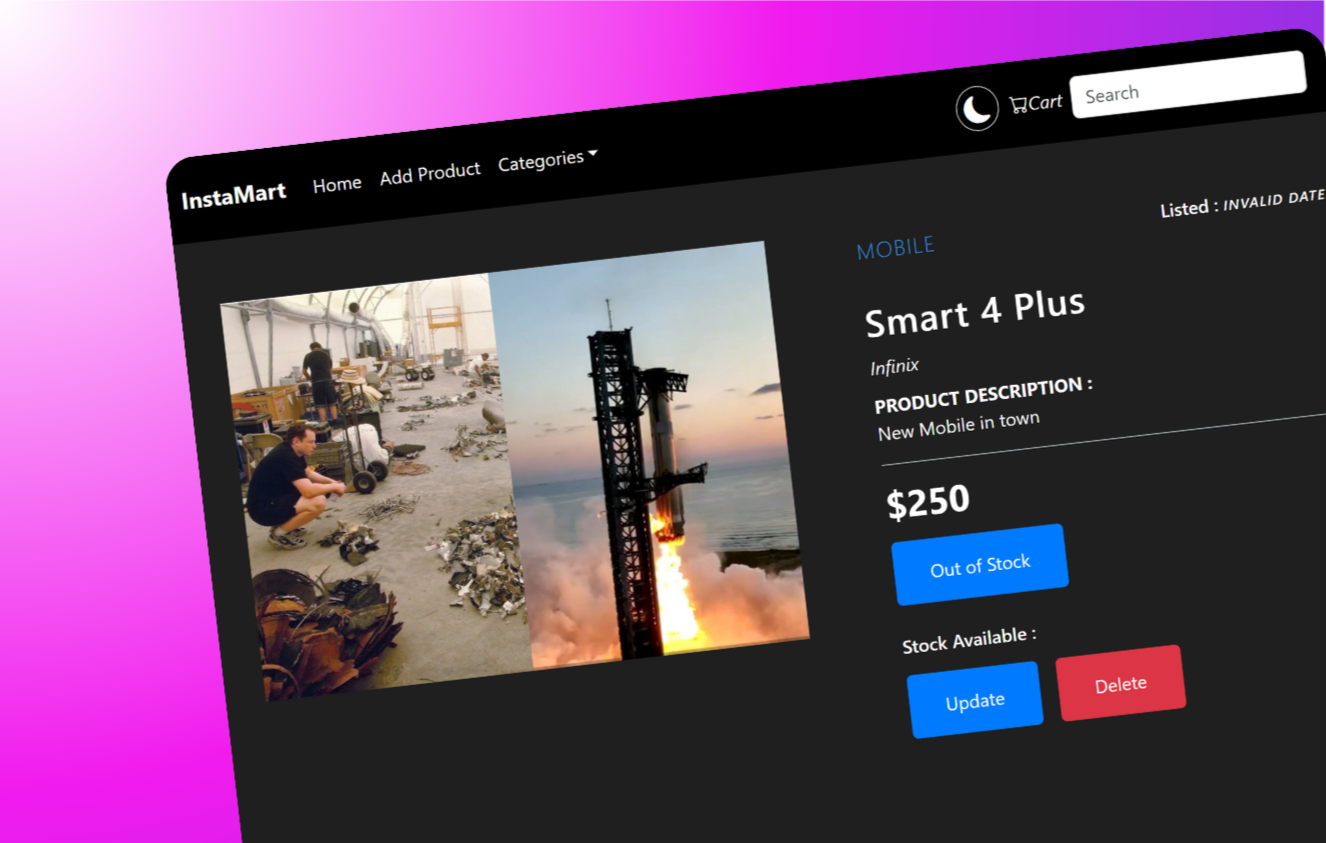 InstaMart Home Add Product Categories Cart Search
Listed : INVALID DATE
MOBILE
Smart 4 Plus
Infinix
PRODUCT DESCRIPTION :
New Mobile in town
$250
Out of Stock
Stock Available :
Update Delete